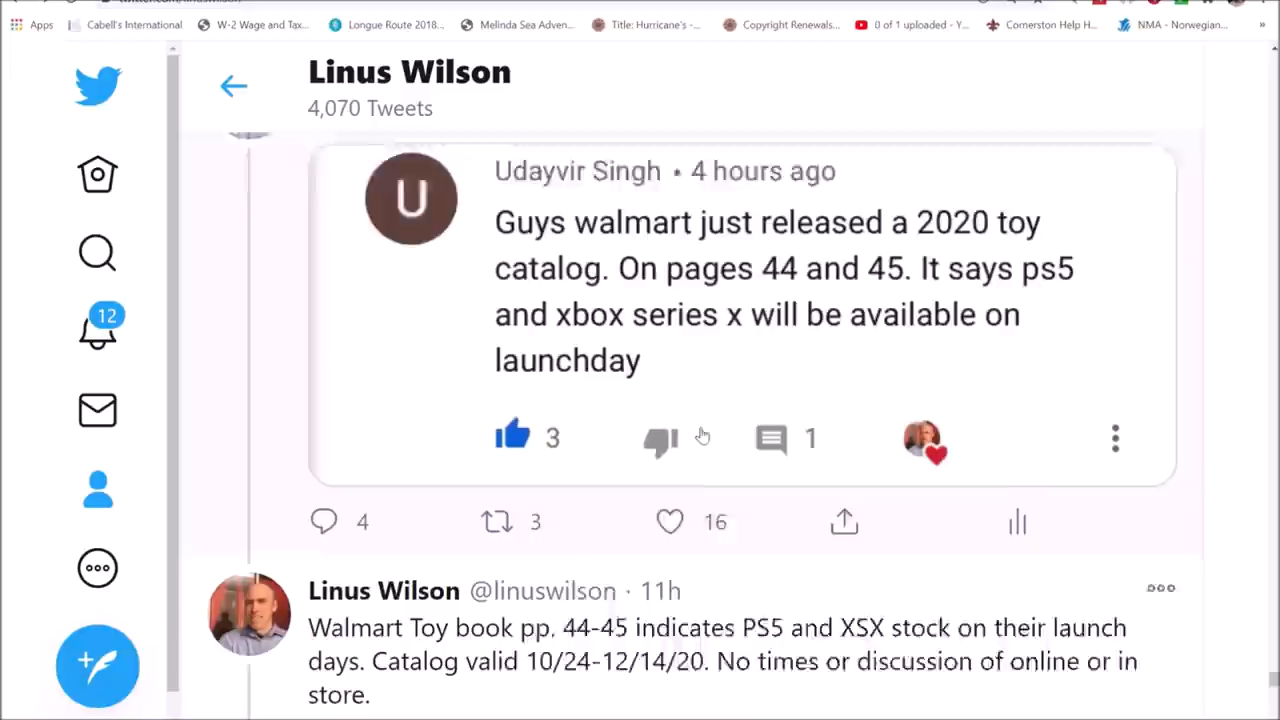 Apps
Cabell's International
W-2 Wage and Tax...
Longue Route 2018...
Melinda Sea Adven...
Title: Hurricane's -...
Copyright Renewals...
0 of 1 uploaded - Y...
Cornerston Help H...
NMA - Norwegian...
»
Linus Wilson
4,070 Tweets
12
U
Udayvir Singh • 4 hours ago
Guys walmart just released a 2020 toy
catalog. On pages 44 and 45. It says ps5
and xbox series x will be available on
launchday
3
1
4
3
16
Linus Wilson @linuswilson · 11h
Walmart Toy book pp. 44-45 indicates PS5 and XSX stock on their launch
days. Catalog valid 10/24-12/14/20. No times or discussion of online or in
store.